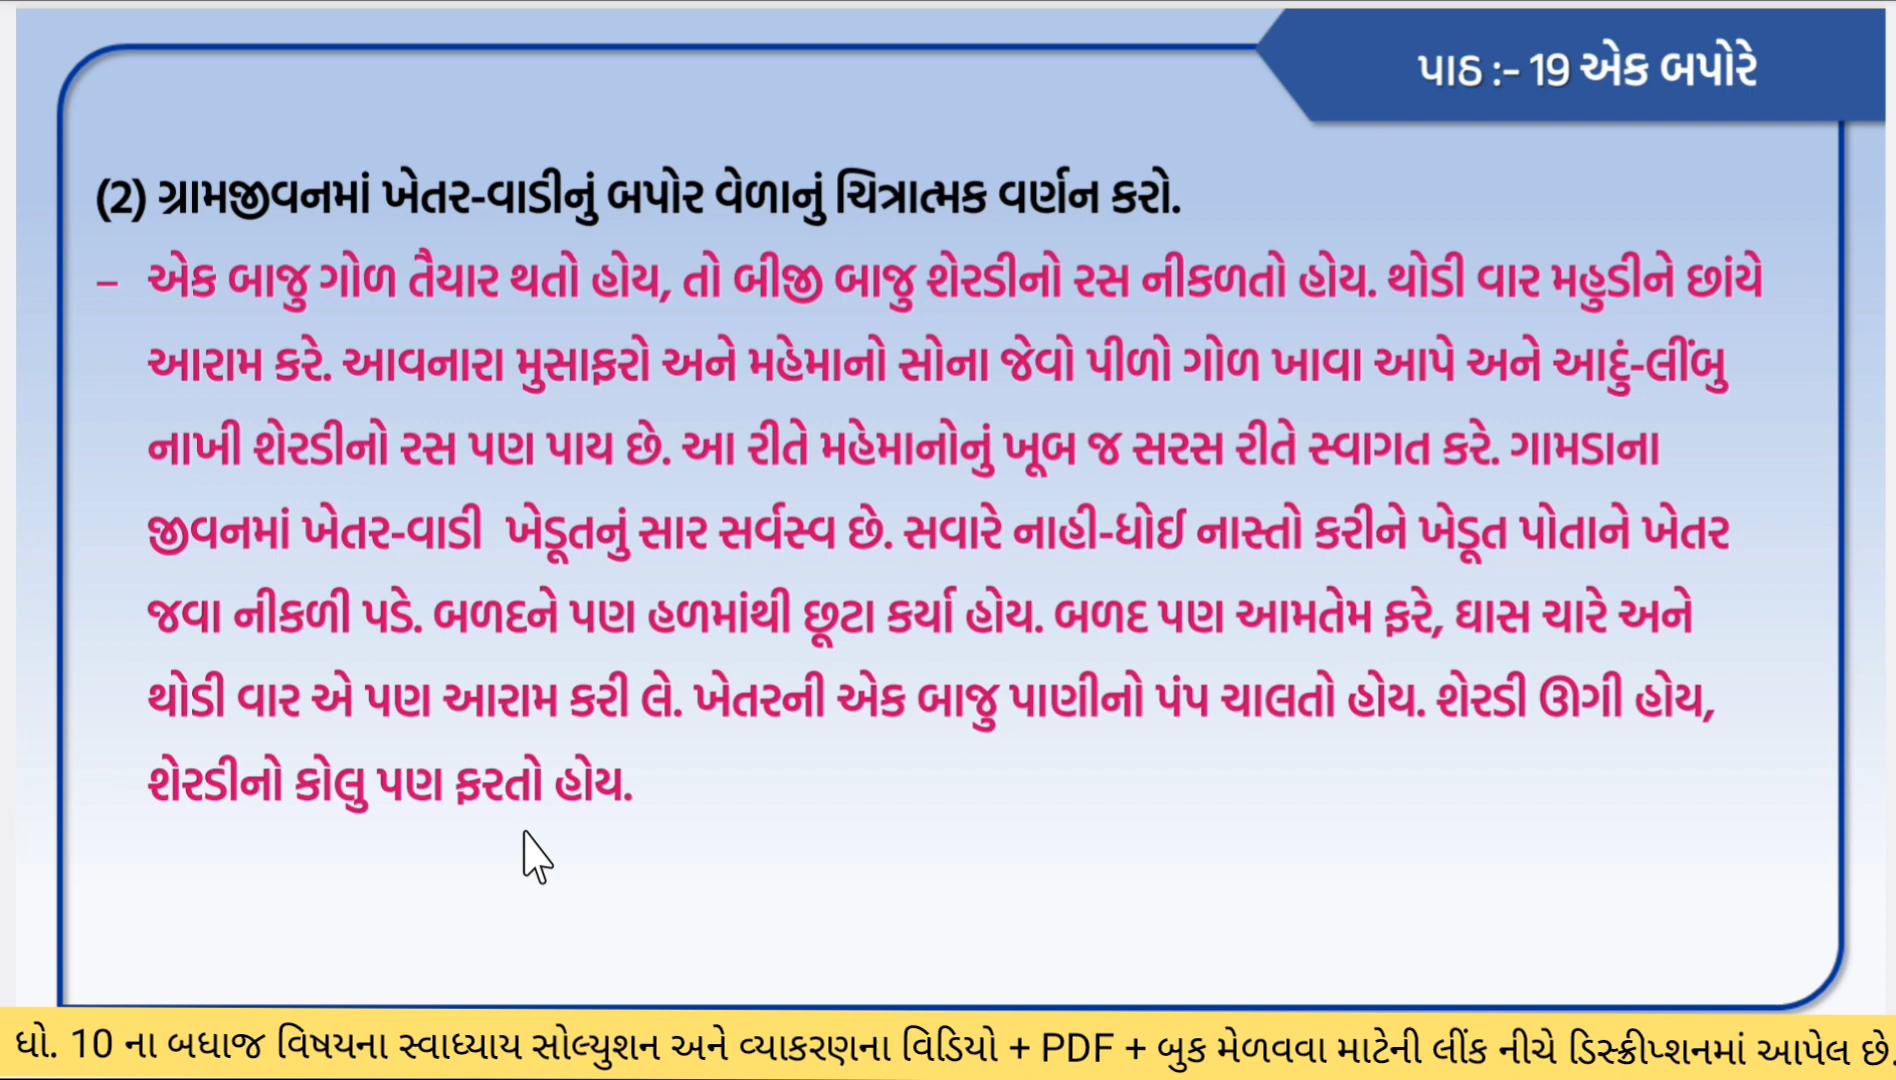 પાઠ :- 19 એક બપોરે
(2) ગ્રામજીવનમાં ખેતર-વાડીનું બપોર વેળાનું ચિત્રાત્મક વર્ણન કરો.
– એક બાજુ ગોળ તૈયાર થતો હોય, તો બીજી બાજુ શેરડીનો રસ નીકળતો હોય. થોડી વાર મહુડીને છાંયે
આરામ કરે. આવનારા મુસાફરો અને મહેમાનો સોના જેવો પીળો ગોળ ખાવા આપે અને આદું-લીંબુ
નાખી શેરડીનો રસ પણ પાય છે. આ રીતે મહેમાનોનું ખૂબ જ સરસ રીતે સ્વાગત કરે. ગામડાના
જીવનમાં ખેતર-વાડી ખેડૂતનું સાર સર્વસ્વ છે. સવારે નાહી-ધોઈ નાસ્તો કરીને ખેડૂત પોતાને ખેતર
જવા નીકળી પડે. બળદને પણ હળમાંથી છૂટા કર્યા હોય. બળદ પણ આમતેમ ફરે, ઘાસ ચારે અને
થોડી વાર એ પણ આરામ કરી લે. ખેતરની એક બાજુ પાણીનો પંપ ચાલતો હોય. શેરડી ઊગી હોય,
શેરડીનો કોલુ પણ ફરતો હોય.
ધો. 10 ના બધાજ વિષયના સ્વાધ્યાય સોલ્યુશન અને વ્યાકરણના વિડિયો + PDF + બુક મેળવવા માટેની લીંક નીચે ડિસ્ક્રીપ્શનમાં આપેલ છે.